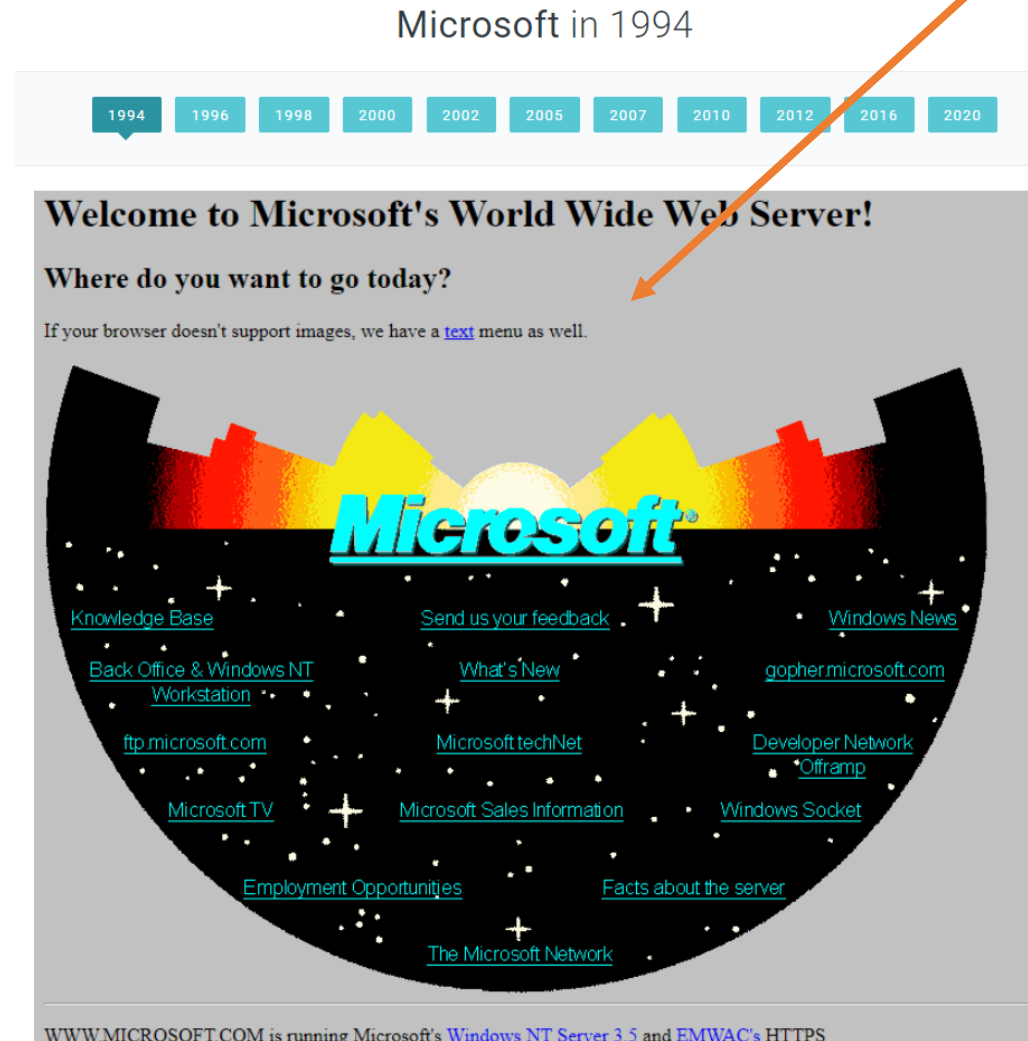 Microsoft in 1994
1994 1996 1998 2000 2002 2005 2007 2010 2012 2016 2020
Welcome to Microsoft's World Wide Web Server!
Where do you want to go today?
If your browser doesn't support images, we have a text menu as well.
Microsoft®
Knowledge Base Send us your feedback Windows News
Back Office & Windows NT What's New gopher.microsoft.com
Workstation
ftp.microsoft.com Microsoft techNet Developer Network
Offramp
Microsoft TV Microsoft Sales Information Windows Socket
Employment Opportunities Facts about the server
The Microsoft Network
WWW.MICROSOFT.COM is running Microsoft's Windows NT Server 3.5 and EMWAC's HTTPS